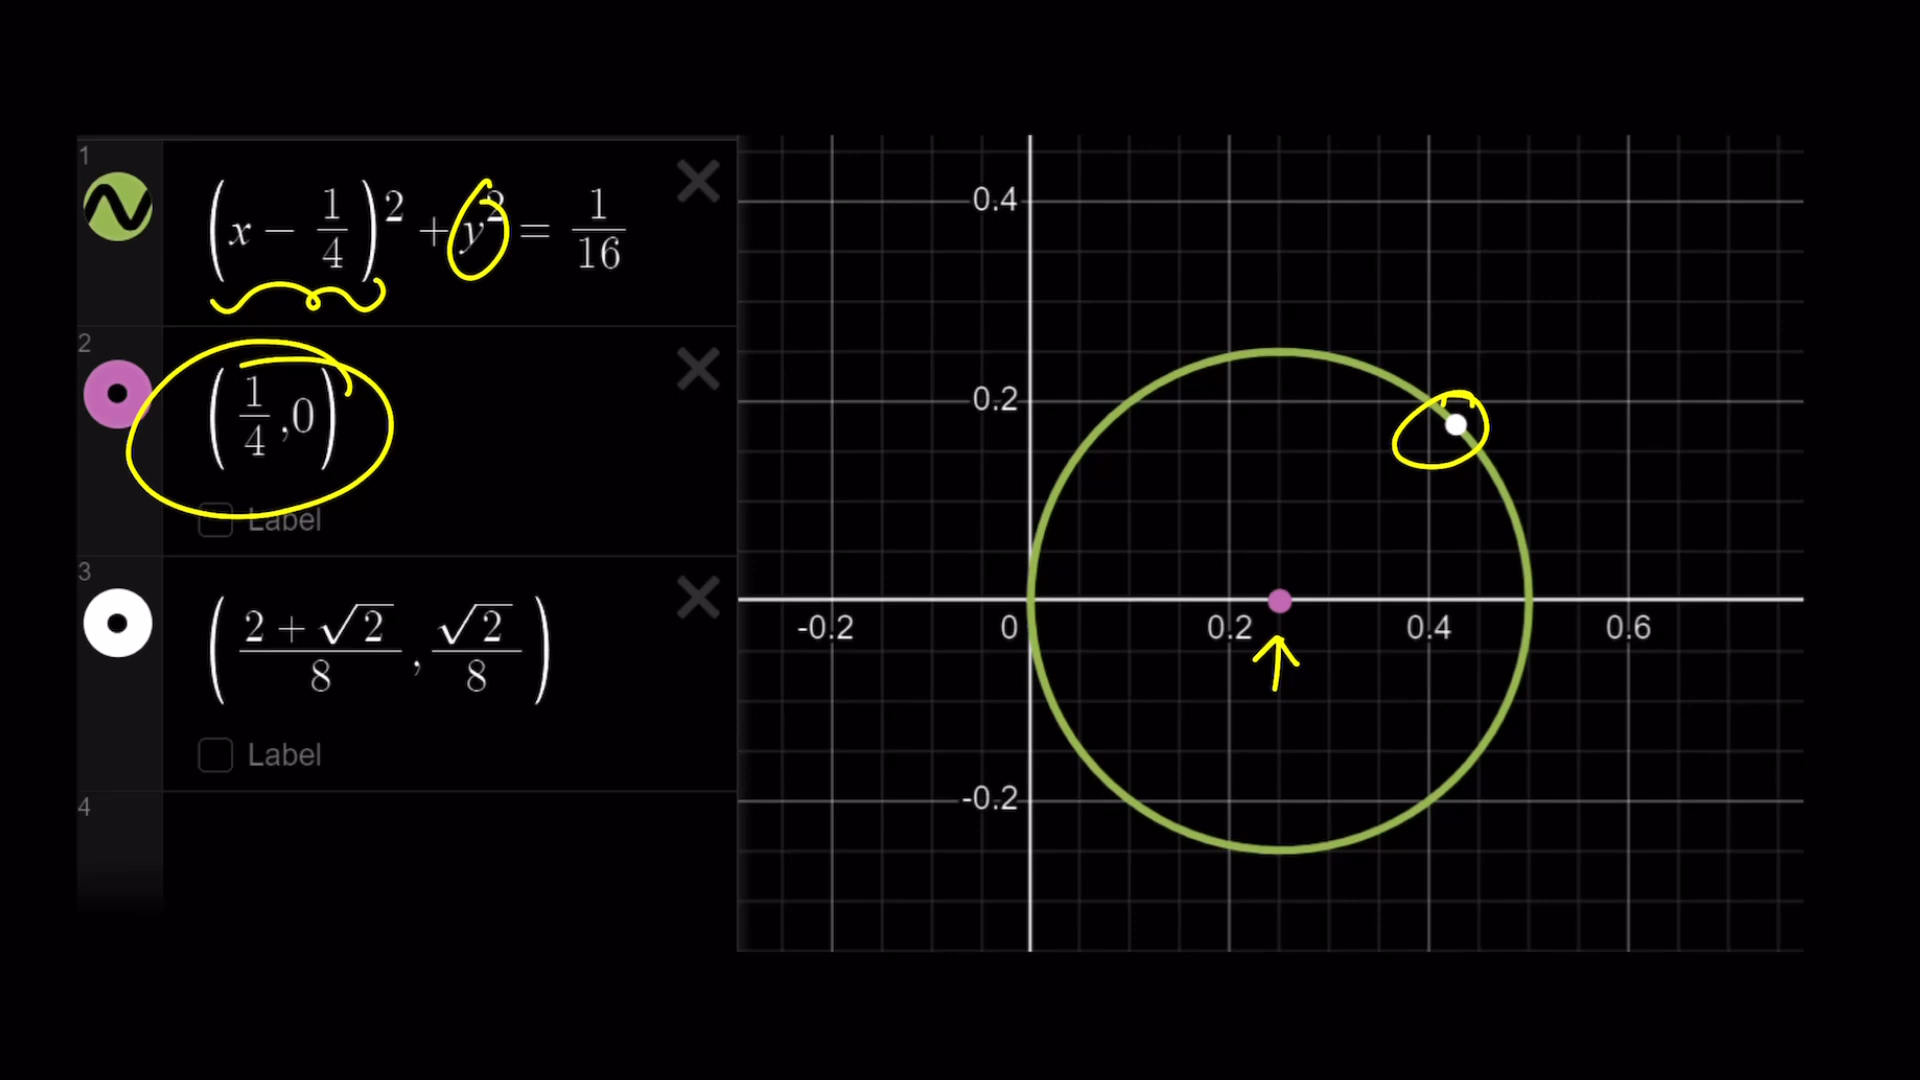 1
(x − 1/4)² + y² = 1/16
2
(1/4 ,0)
Label
3
((2 + √2)/8 , √2/8)
Label
4
0.4
0.2
-0.2 0 0.2 0.4 0.6
-0.2